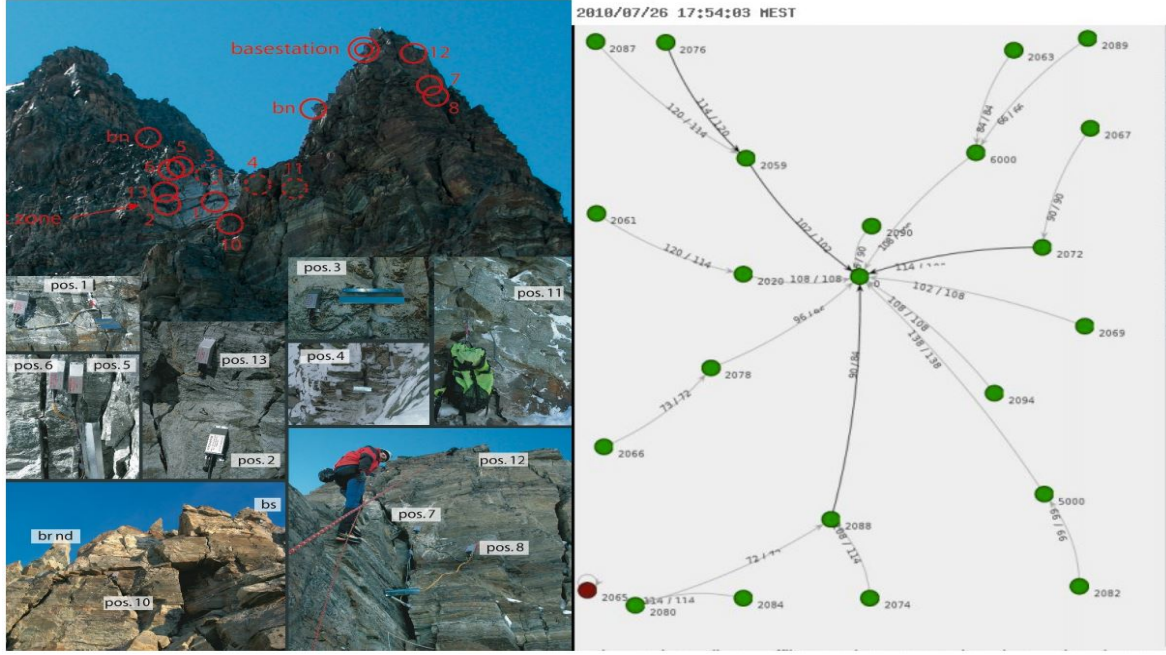 basestation
12
7
8
bn
bn
5
3
6
4
11
13
zone
2
1
10
pos. 1
pos. 3
pos. 11
pos. 13
pos. 4
pos. 6
pos. 5
pos. 2
pos. 12
bs
pos. 7
br nd
pos. 8
pos. 10
2010/07/26 17:54:03 MEST
2087
2076
2063
2089
114 / 120
120 / 114
84 / 84
66 / 66
2067
2059
6000
90 / 90
2061
102 / 102
2090
108
90
2072
120 / 114
114 /
2020
108 / 108
0
102 / 108
108 / 108
2069
96
138 / 138
2078
90 / 84
73 / 72
2094
2066
5000
2088
66 / 66
72 /
108 / 114
2065
114 / 114
2080
2084
2074
2082